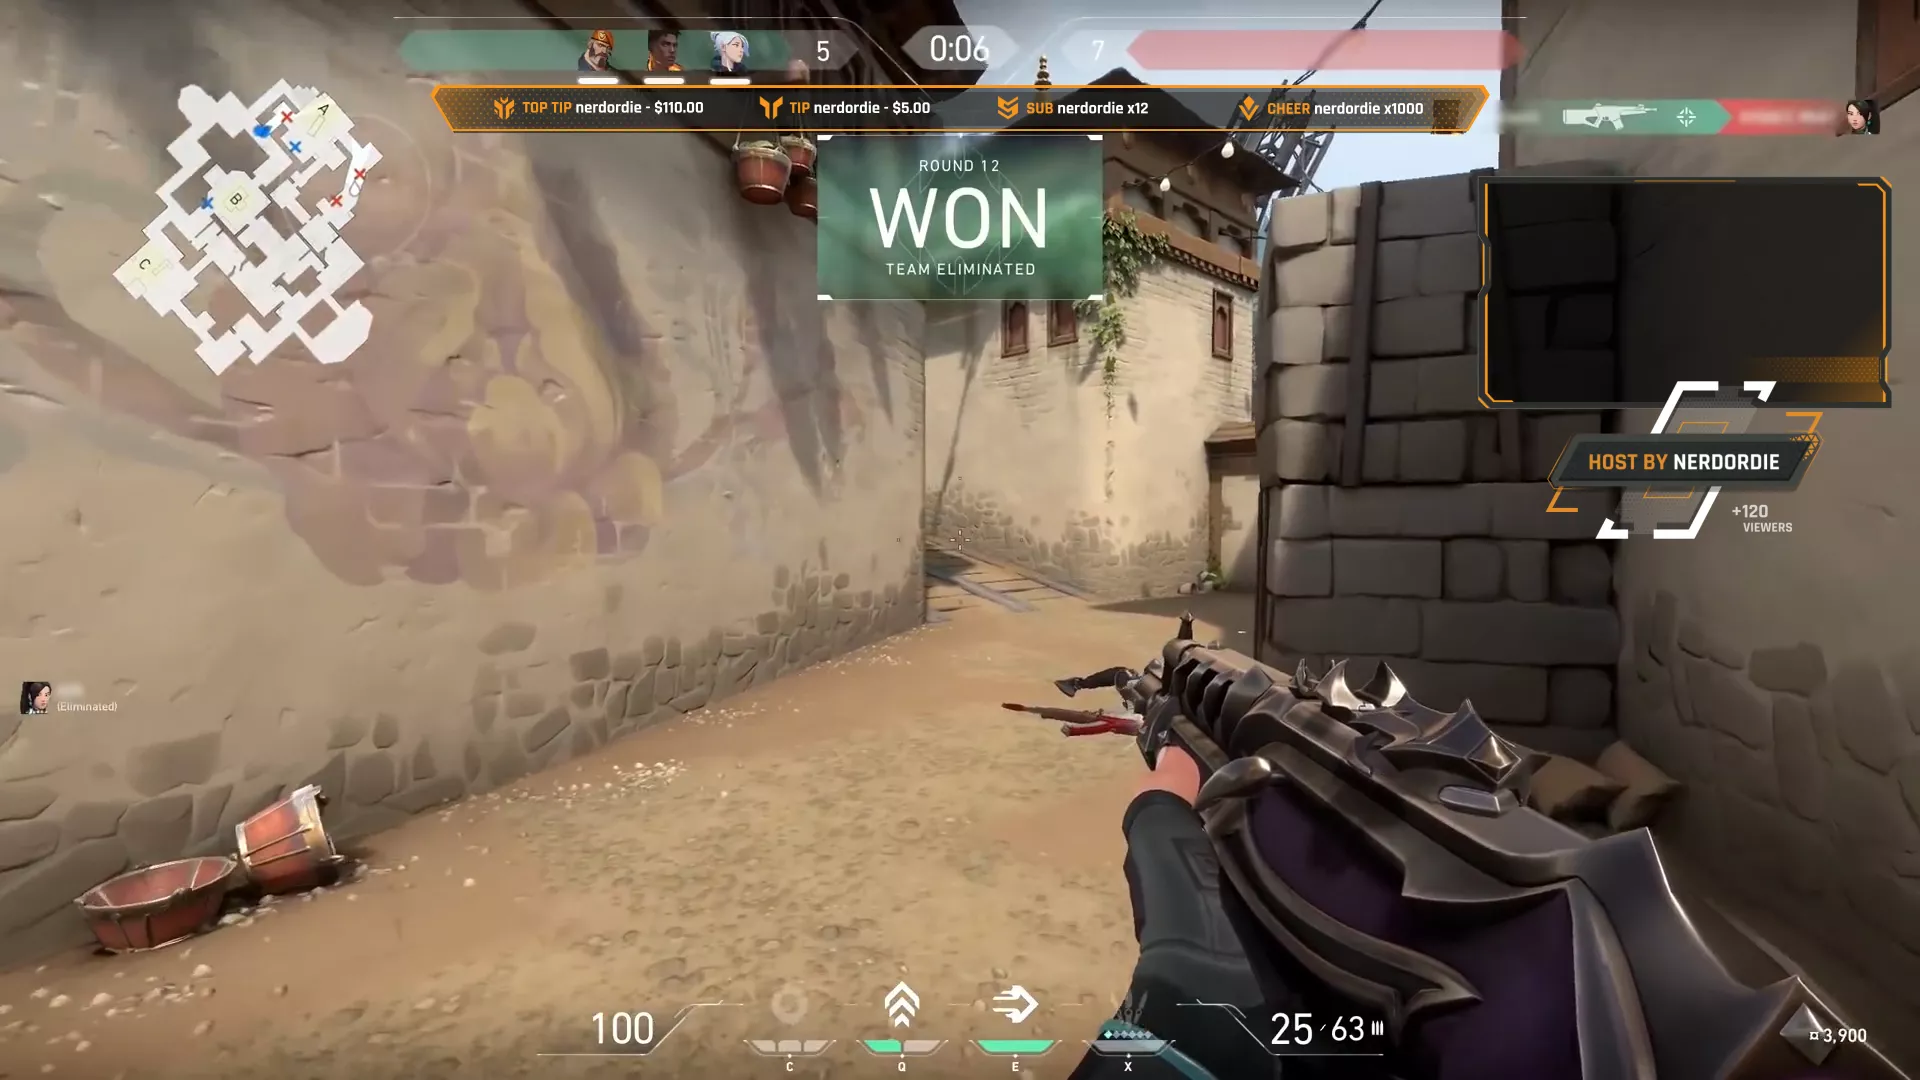 5
0:06
7
TOP TIP nerdordie - $110.00
TIP nerdordie - $5.00
SUB nerdordie x12
CHEER nerdordie x1000
ROUND 12
WON
TEAM ELIMINATED
A
B
C
HOST BY NERDORDIE
+120
VIEWERS
(Eliminated)
100
C
Q
E
X
25 / 63
¤ 3,900